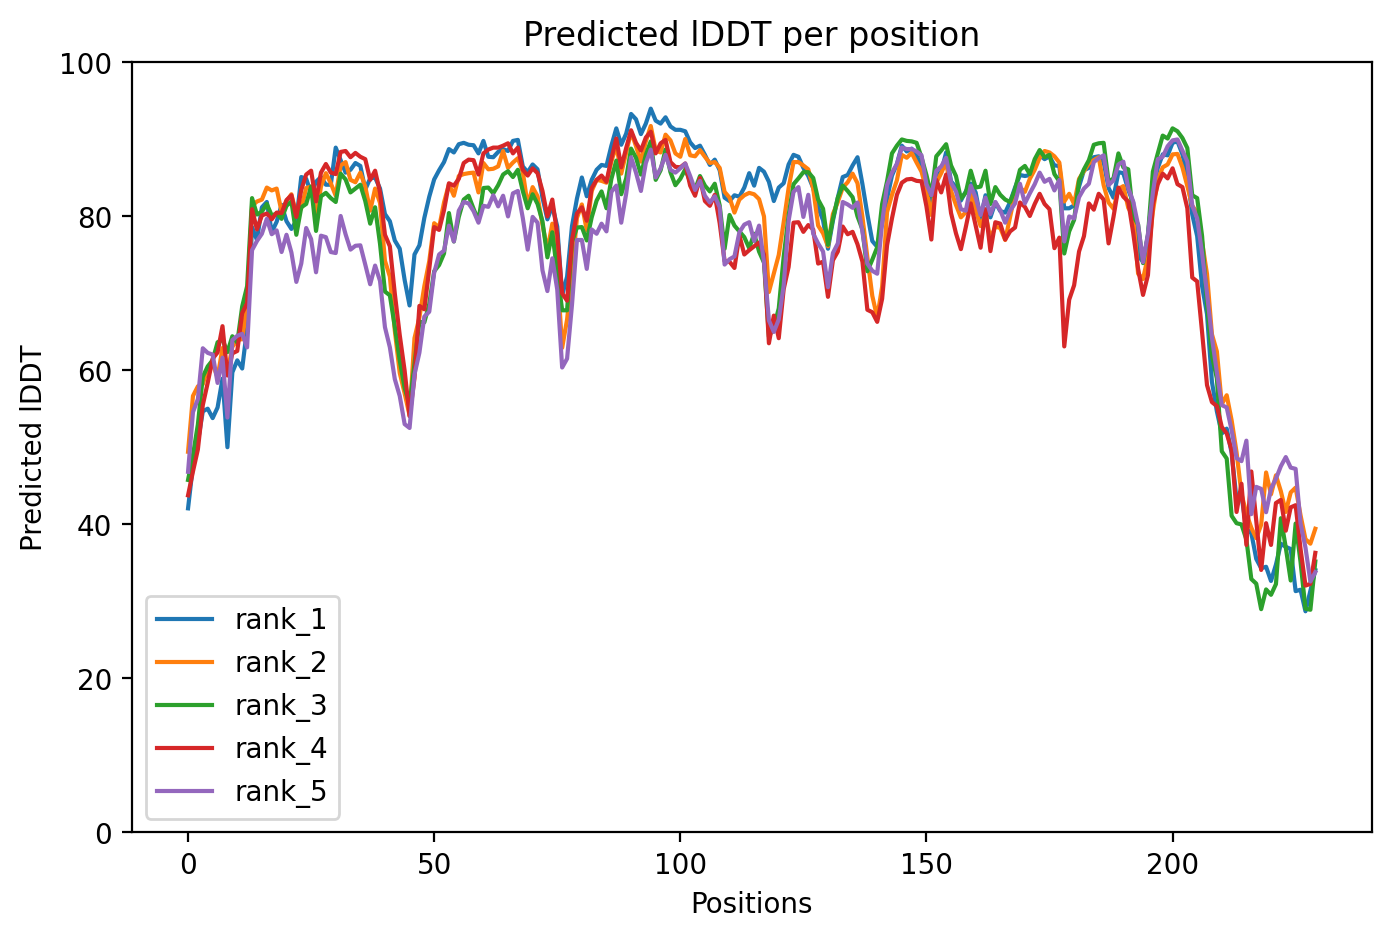 Predicted lDDT per position
100
80
60
40
20
0
Predicted lDDT
rank_1
rank_2
rank_3
rank_4
rank_5
0
50
100
150
200
Positions